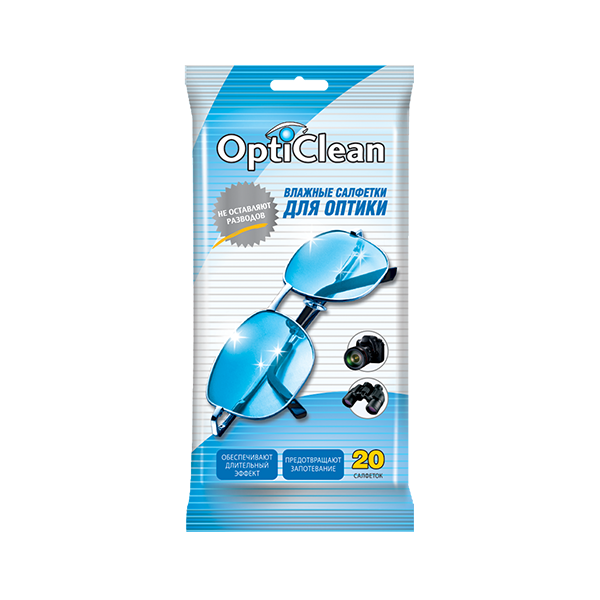 OptiClean
ВЛАЖНЫЕ САЛФЕТКИ
ДЛЯ ОПТИКИ
НЕ ОСТАВЛЯЮТ
РАЗВОДОВ
ОБЕСПЕЧИВАЮТ
ДЛИТЕЛЬНЫЙ
ЭФФЕКТ
ПРЕДОТВРАЩАЮТ
ЗАПОТЕВАНИЕ
20
САЛФЕТОК